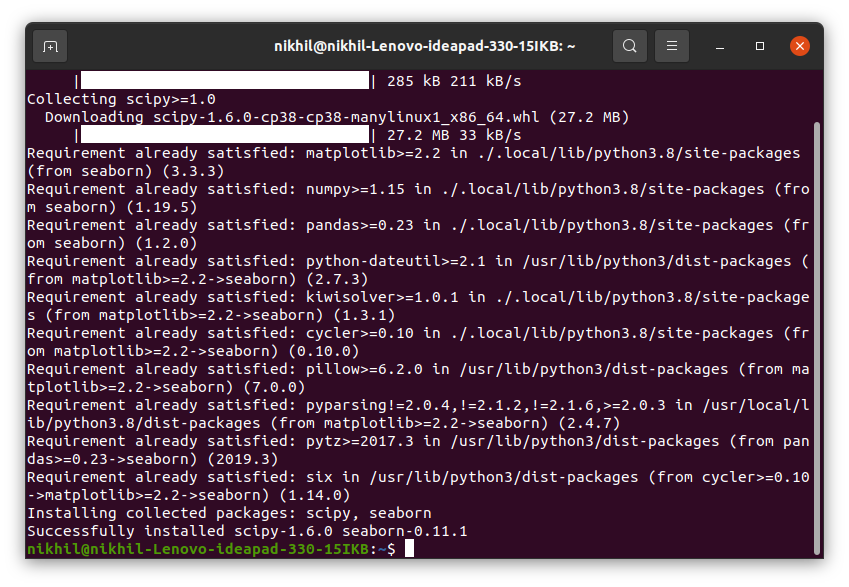 nikhil@nikhil-Lenovo-ideapad-330-15IKB: ~
|                                | 285 kB 211 kB/s
Collecting scipy>=1.0
Downloading scipy-1.6.0-cp38-cp38-manylinux1_x86_64.whl (27.2 MB)
|                                | 27.2 MB 33 kB/s
Requirement already satisfied: matplotlib>=2.2 in ./.local/lib/python3.8/site-packages
(from seaborn) (3.3.3)
Requirement already satisfied: numpy>=1.15 in ./.local/lib/python3.8/site-packages (fro
m seaborn) (1.19.5)
Requirement already satisfied: pandas>=0.23 in ./.local/lib/python3.8/site-packages (fr
om seaborn) (1.2.0)
Requirement already satisfied: python-dateutil>=2.1 in /usr/lib/python3/dist-packages (
from matplotlib>=2.2->seaborn) (2.7.3)
Requirement already satisfied: kiwisolver>=1.0.1 in ./.local/lib/python3.8/site-package
s (from matplotlib>=2.2->seaborn) (1.3.1)
Requirement already satisfied: cycler>=0.10 in ./.local/lib/python3.8/site-packages (fr
om matplotlib>=2.2->seaborn) (0.10.0)
Requirement already satisfied: pillow>=6.2.0 in /usr/lib/python3/dist-packages (from ma
tplotlib>=2.2->seaborn) (7.0.0)
Requirement already satisfied: pyparsing!=2.0.4,!=2.1.2,!=2.1.6,>=2.0.3 in /usr/local/l
ib/python3.8/dist-packages (from matplotlib>=2.2->seaborn) (2.4.7)
Requirement already satisfied: pytz>=2017.3 in /usr/lib/python3/dist-packages (from pan
das>=0.23->seaborn) (2019.3)
Requirement already satisfied: six in /usr/lib/python3/dist-packages (from cycler>=0.10
->matplotlib>=2.2->seaborn) (1.14.0)
Installing collected packages: scipy, seaborn
Successfully installed scipy-1.6.0 seaborn-0.11.1
nikhil@nikhil-Lenovo-ideapad-330-15IKB:~$